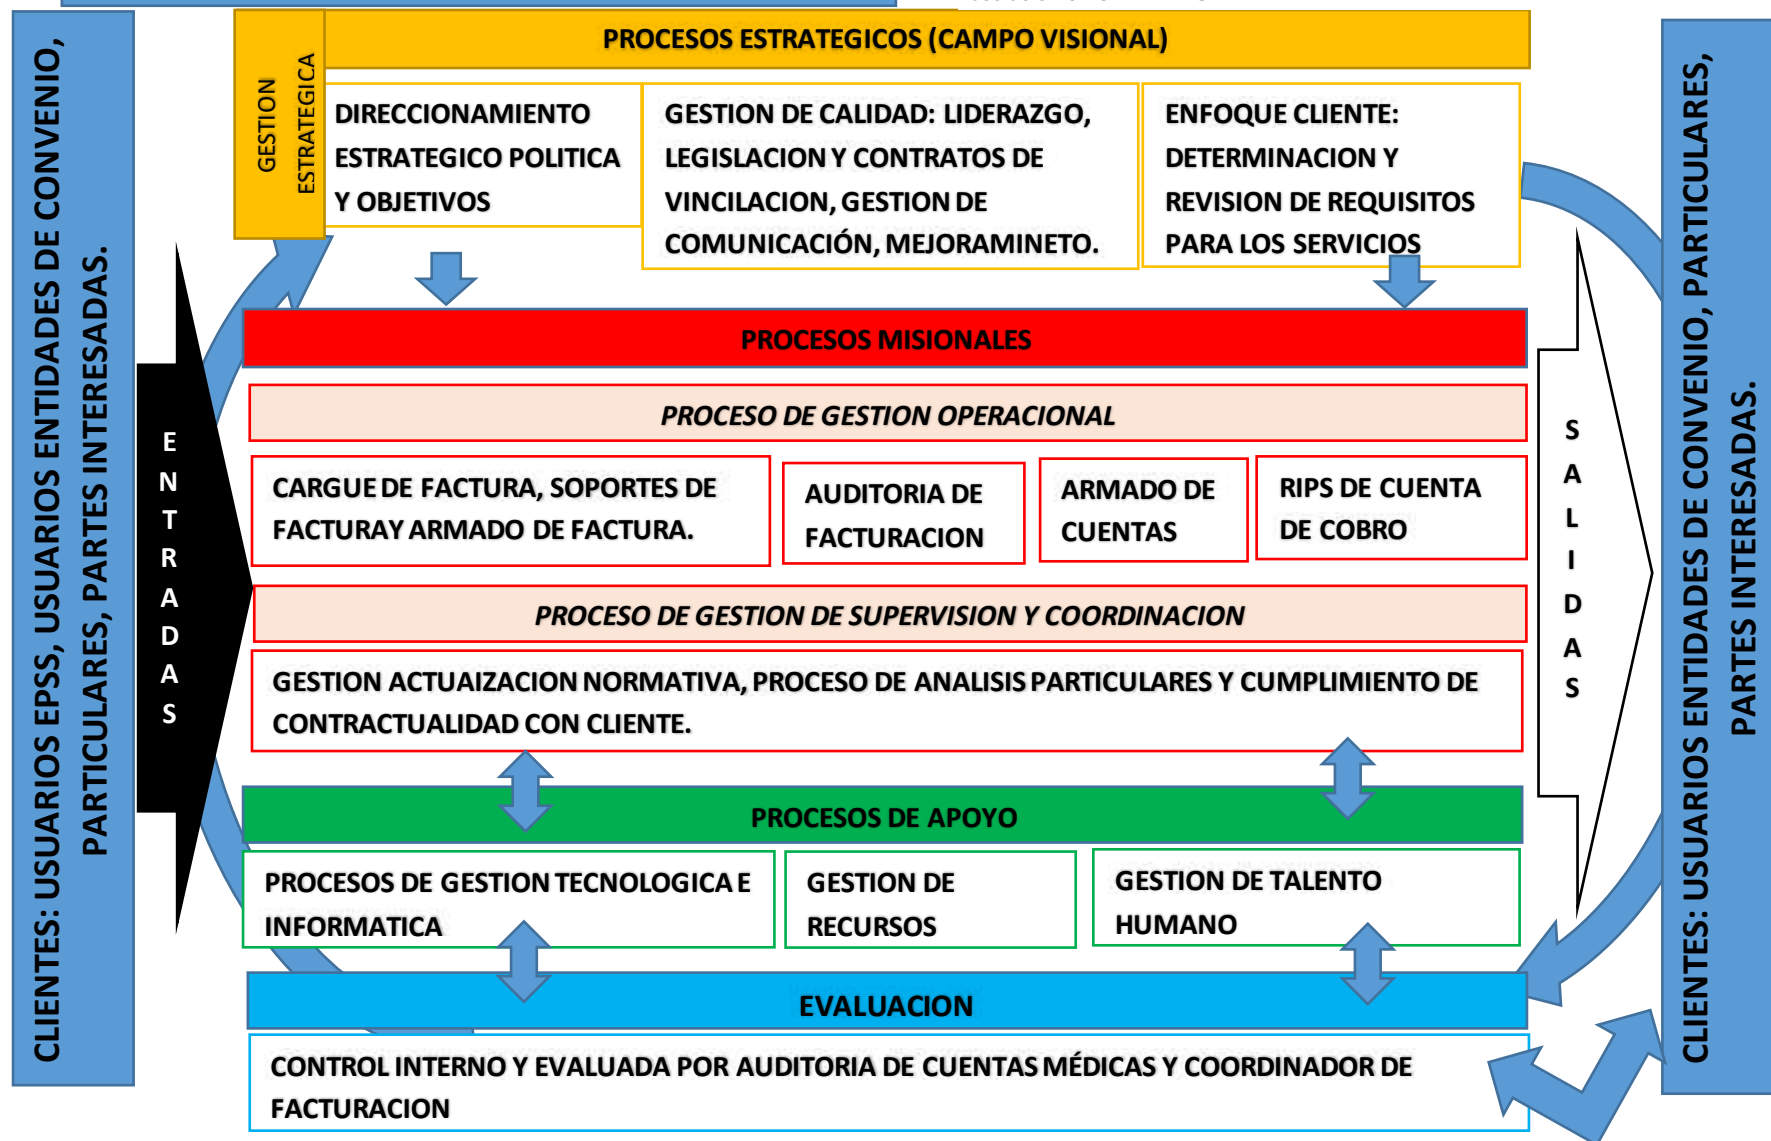 CLIENTES: USUARIOS EPSS, USUARIOS ENTIDADES DE CONVENIO,
PARTICULARES, PARTES INTERESADAS.
ENTRADAS
GESTION
ESTRATEGICA
PROCESOS ESTRATEGICOS (CAMPO VISIONAL)
DIRECCIONAMIENTO
ESTRATEGICO POLITICA
Y OBJETIVOS
GESTION DE CALIDAD: LIDERAZGO,
LEGISLACION Y CONTRATOS DE
VINCILACION, GESTION DE
COMUNICACIÓN, MEJORAMINETO.
ENFOQUE CLIENTE:
DETERMINACION Y
REVISION DE REQUISITOS
PARA LOS SERVICIOS
PROCESOS MISIONALES
PROCESO DE GESTION OPERACIONAL
CARGUE DE FACTURA, SOPORTES DE
FACTURAY ARMADO DE FACTURA.
AUDITORIA DE
FACTURACION
ARMADO DE
CUENTAS
RIPS DE CUENTA
DE COBRO
PROCESO DE GESTION DE SUPERVISION Y COORDINACION
GESTION ACTUAIZACION NORMATIVA, PROCESO DE ANALISIS PARTICULARES Y CUMPLIMIENTO DE
CONTRACTUALIDAD CON CLIENTE.
PROCESOS DE APOYO
PROCESOS DE GESTION TECNOLOGICA E
INFORMATICA
GESTION DE
RECURSOS
GESTION DE TALENTO
HUMANO
EVALUACION
CONTROL INTERNO Y EVALUADA POR AUDITORIA DE CUENTAS MÉDICAS Y COORDINADOR DE
FACTURACION
SALIDAS
CLIENTES: USUARIOS ENTIDADES DE CONVENIO, PARTICULARES,
PARTES INTERESADAS.